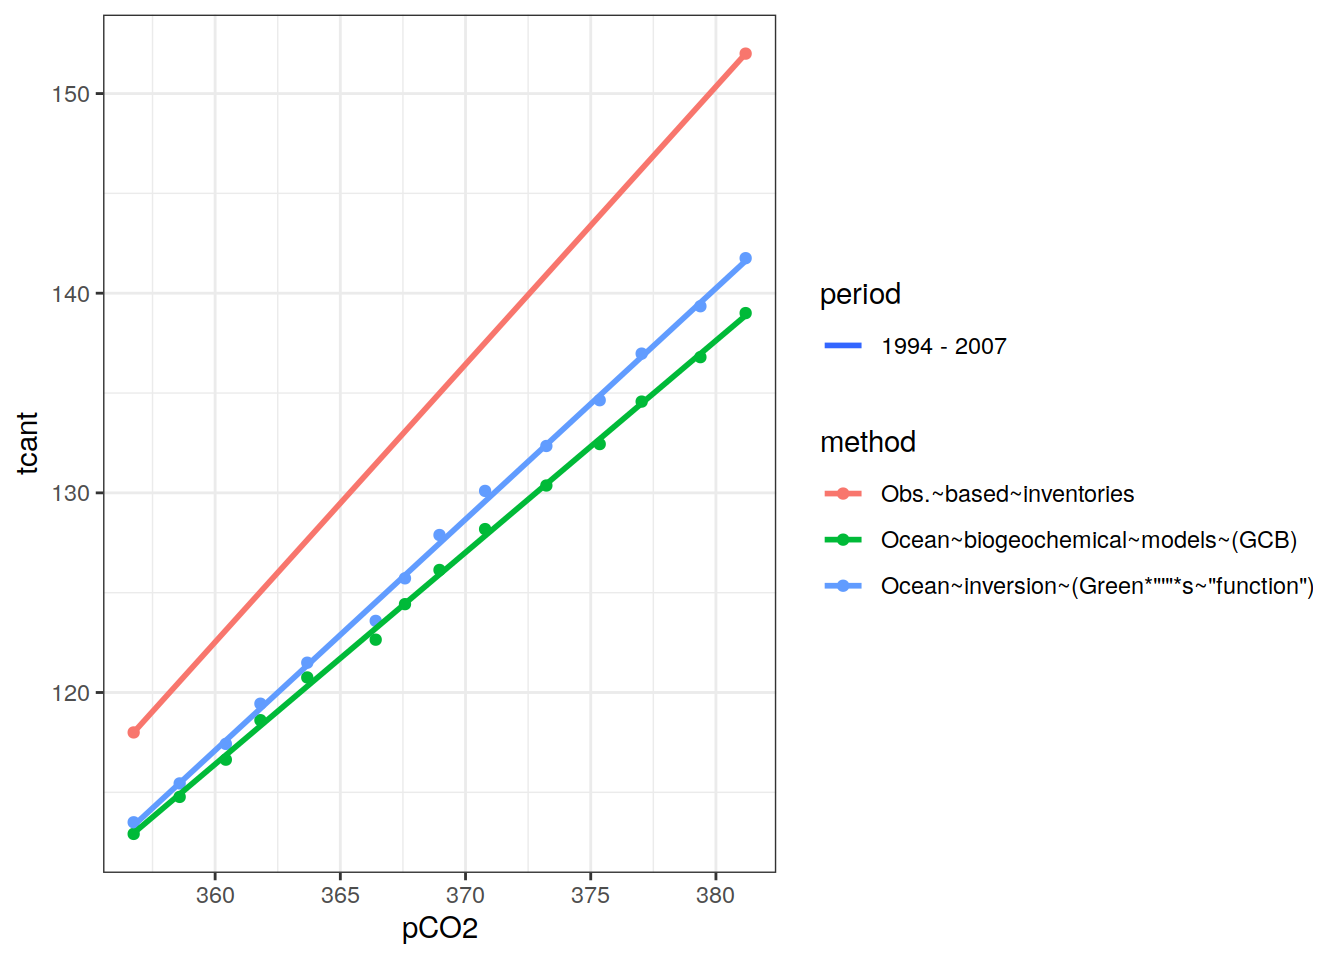 150
140
130
120
tcant
360 365 370 375 380
pCO2
period
1994 - 2007
method
Obs.~based~inventories
Ocean~biogeochemical~models~(GCB)
Ocean~inversion~(Green*"'"*s~"function")